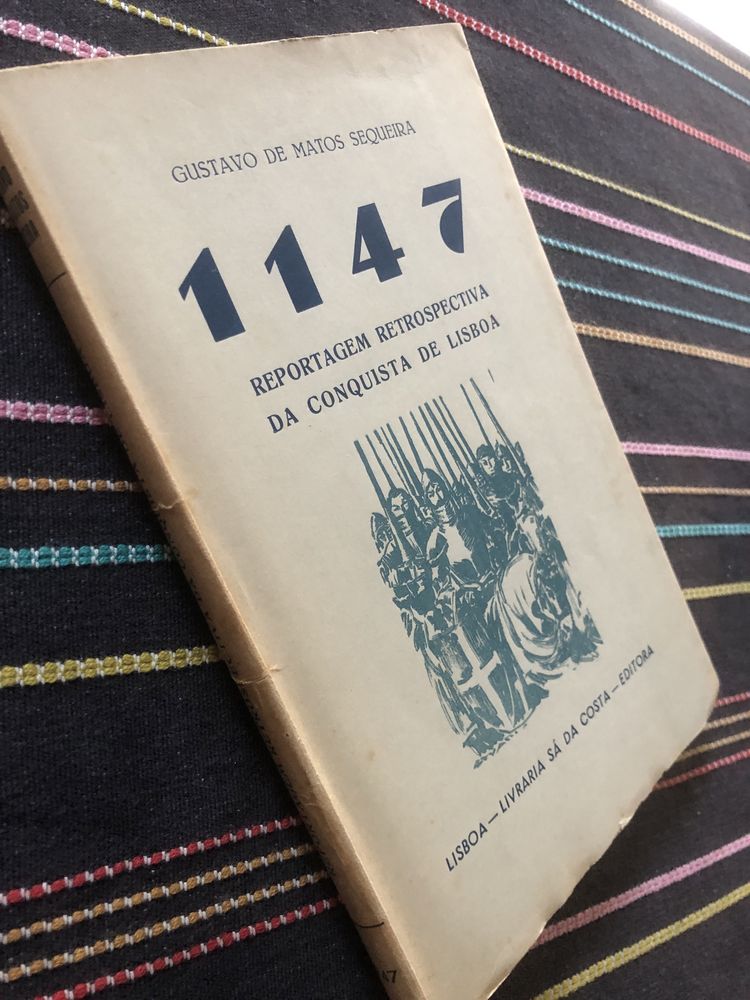 GUSTAVO DE MATOS SEQUEIRA
1147
REPORTAGEM RETROSPECTIVA
DA CONQUISTA DE LISBOA
LISBOA — LIVRARIA SÁ DA COSTA — EDITORA